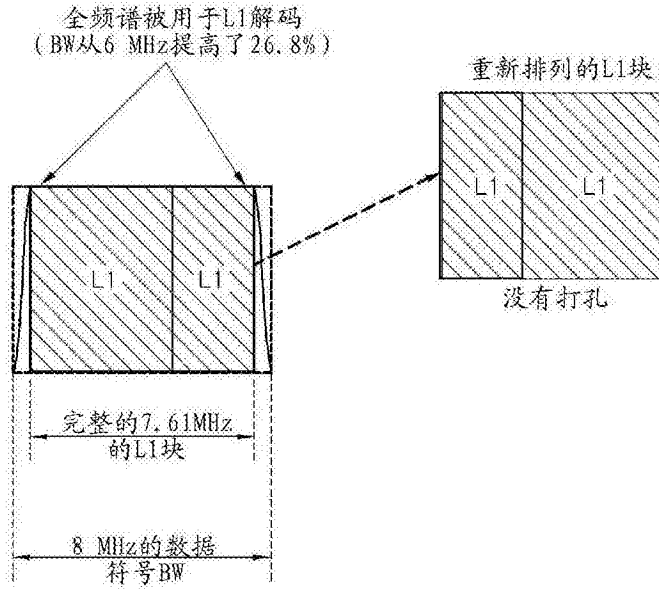 全频谱被用于L1解码
(BW从6 MHz提高了26.8%)
重新排列的L1块
L1
L1
没有打孔
L1
L1
完整的7.61MHz
的L1块
8 MHz的数据
符号BW